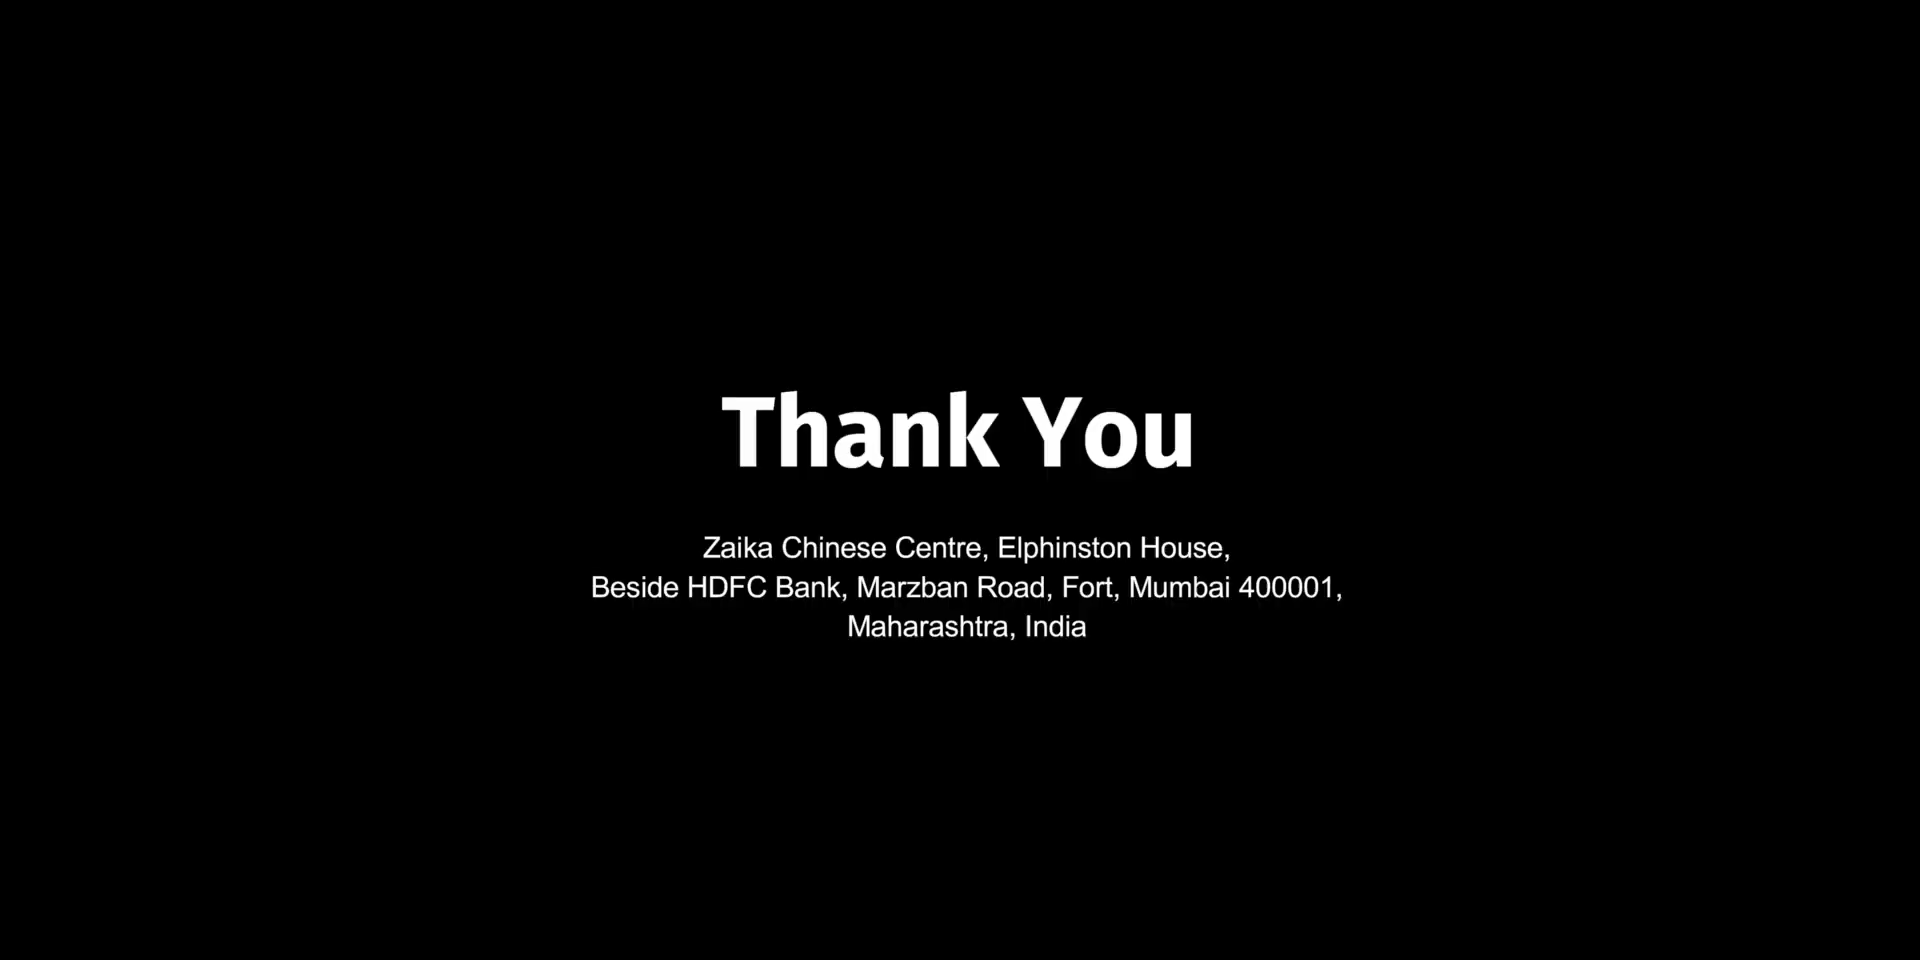 Thank You
Zaika Chinese Centre, Elphinston House,
Beside HDFC Bank, Marzban Road, Fort, Mumbai 400001,
Maharashtra, India